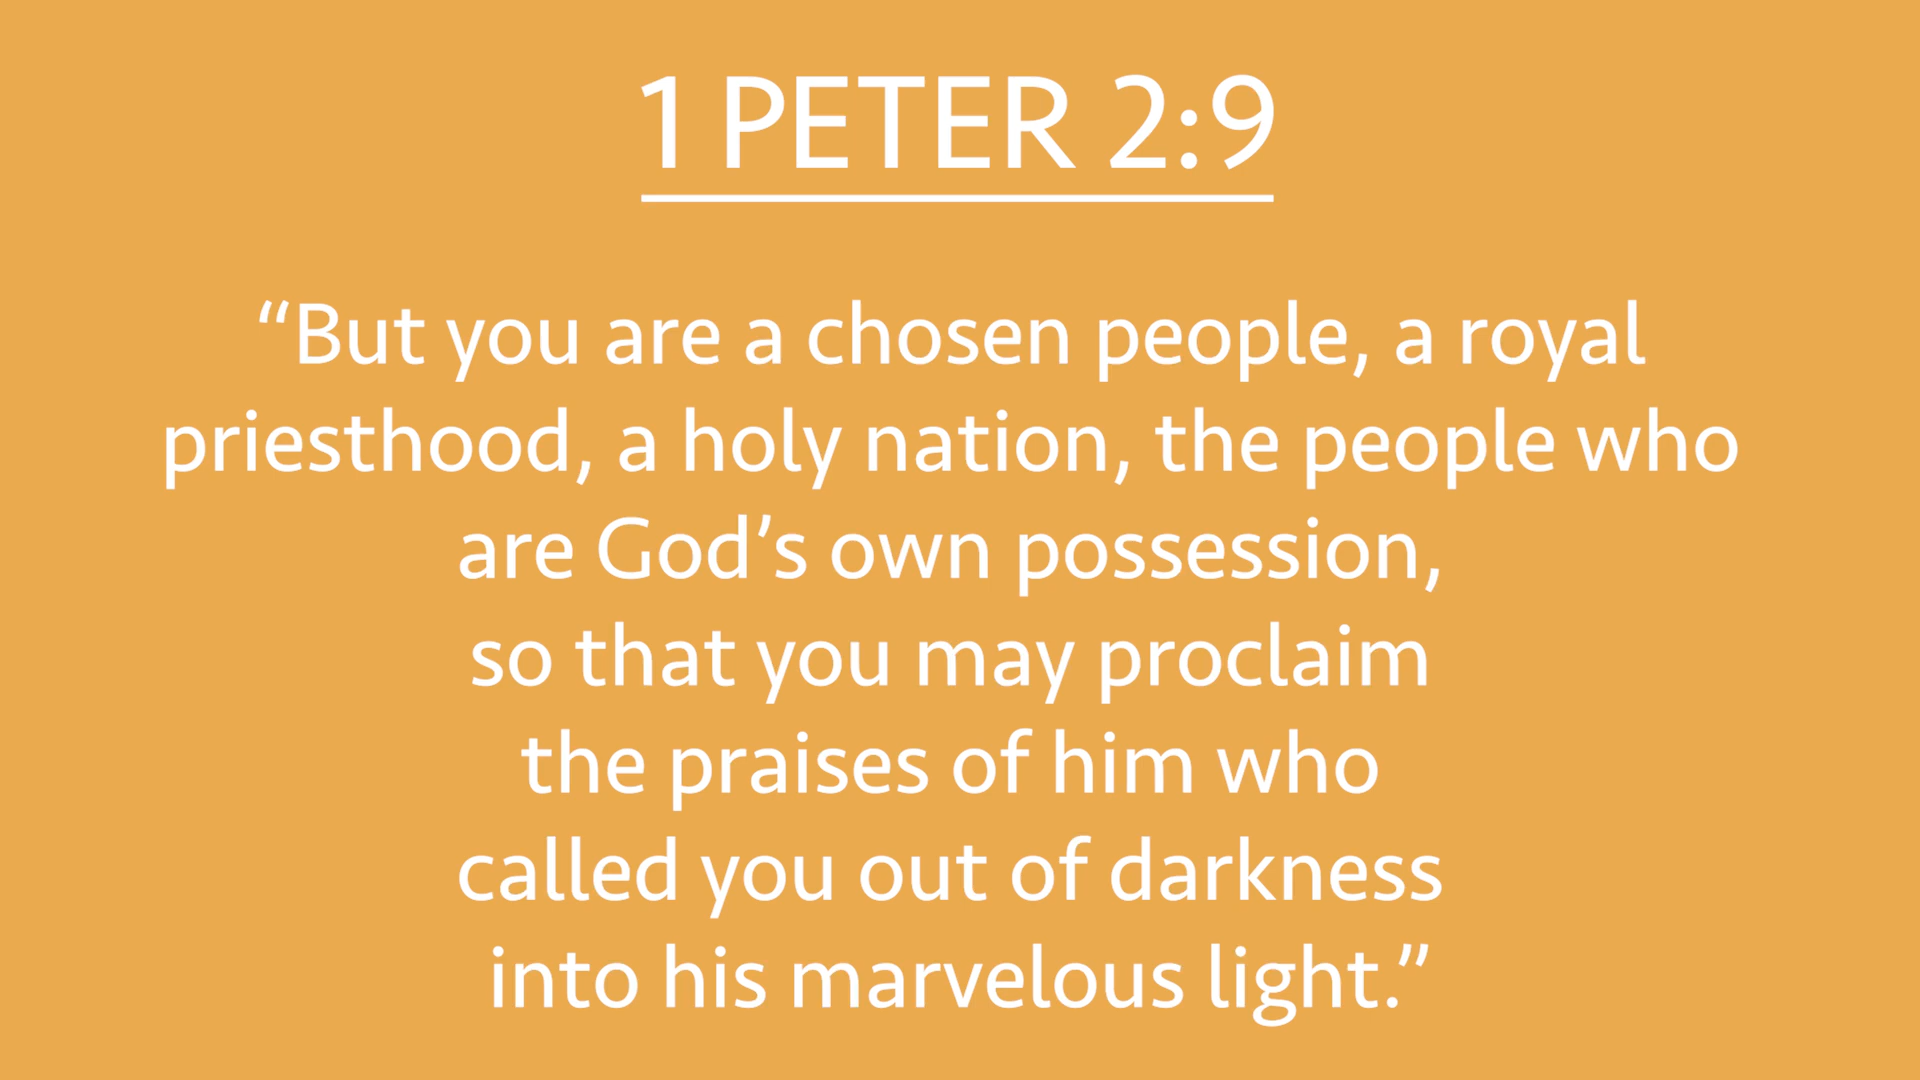 1 PETER 2:9
“But you are a chosen people, a royal
priesthood, a holy nation, the people who
are God’s own possession,
so that you may proclaim
the praises of him who
called you out of darkness
into his marvelous light.”